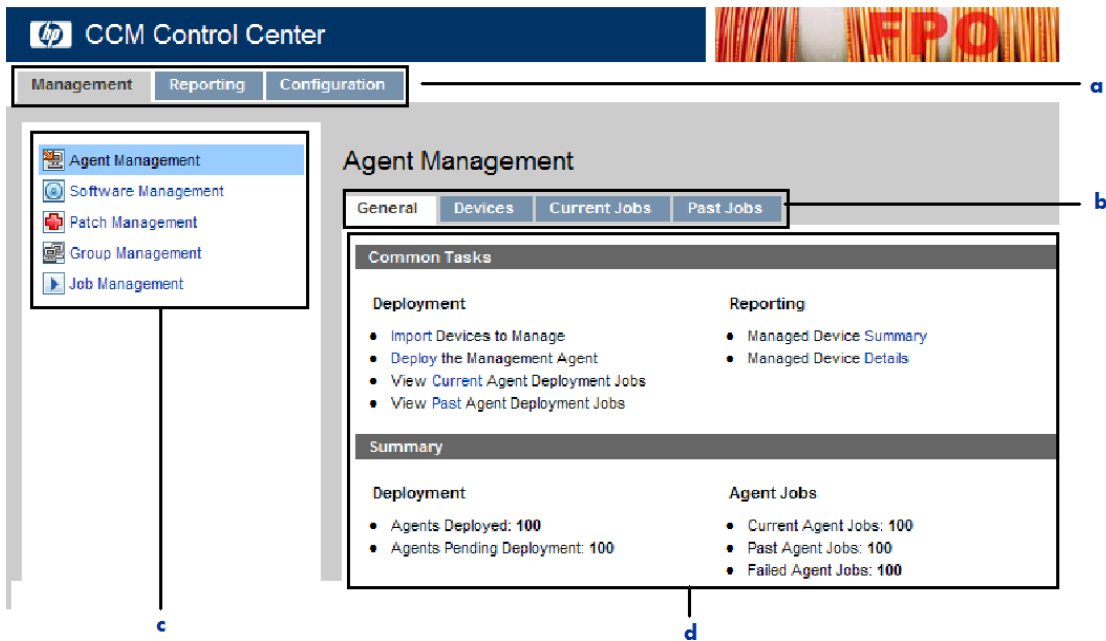 hp CCM Control Center
FPO
Management Reporting Configuration
a
Agent Management
Software Management
Patch Management
Group Management
Job Management
Agent Management
General Devices Current Jobs Past Jobs
b
Common Tasks
Deployment
• Import Devices to Manage
• Deploy the Management Agent
• View Current Agent Deployment Jobs
• View Past Agent Deployment Jobs
Reporting
• Managed Device Summary
• Managed Device Details
Summary
Deployment
• Agents Deployed: 100
• Agents Pending Deployment: 100
Agent Jobs
• Current Agent Jobs: 100
• Past Agent Jobs: 100
• Failed Agent Jobs: 100
c
d